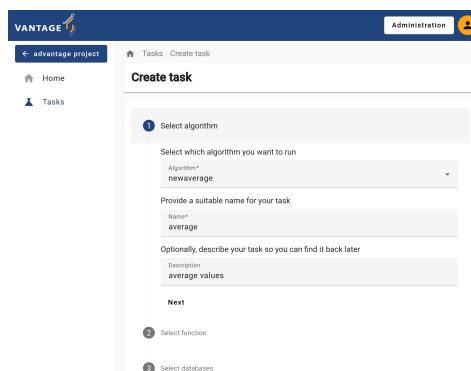 VANTAGE
Administration
← advantage project
/ Tasks / Create task
Home
Create task
Tasks
1 Select algorithm
Select which algorithm you want to run
Algorithm*
newaverage
Provide a suitable name for your task
Name*
average
Optionally, describe your task so you can find it back later
Description
average values
Next
2 Select function
3 Select databases